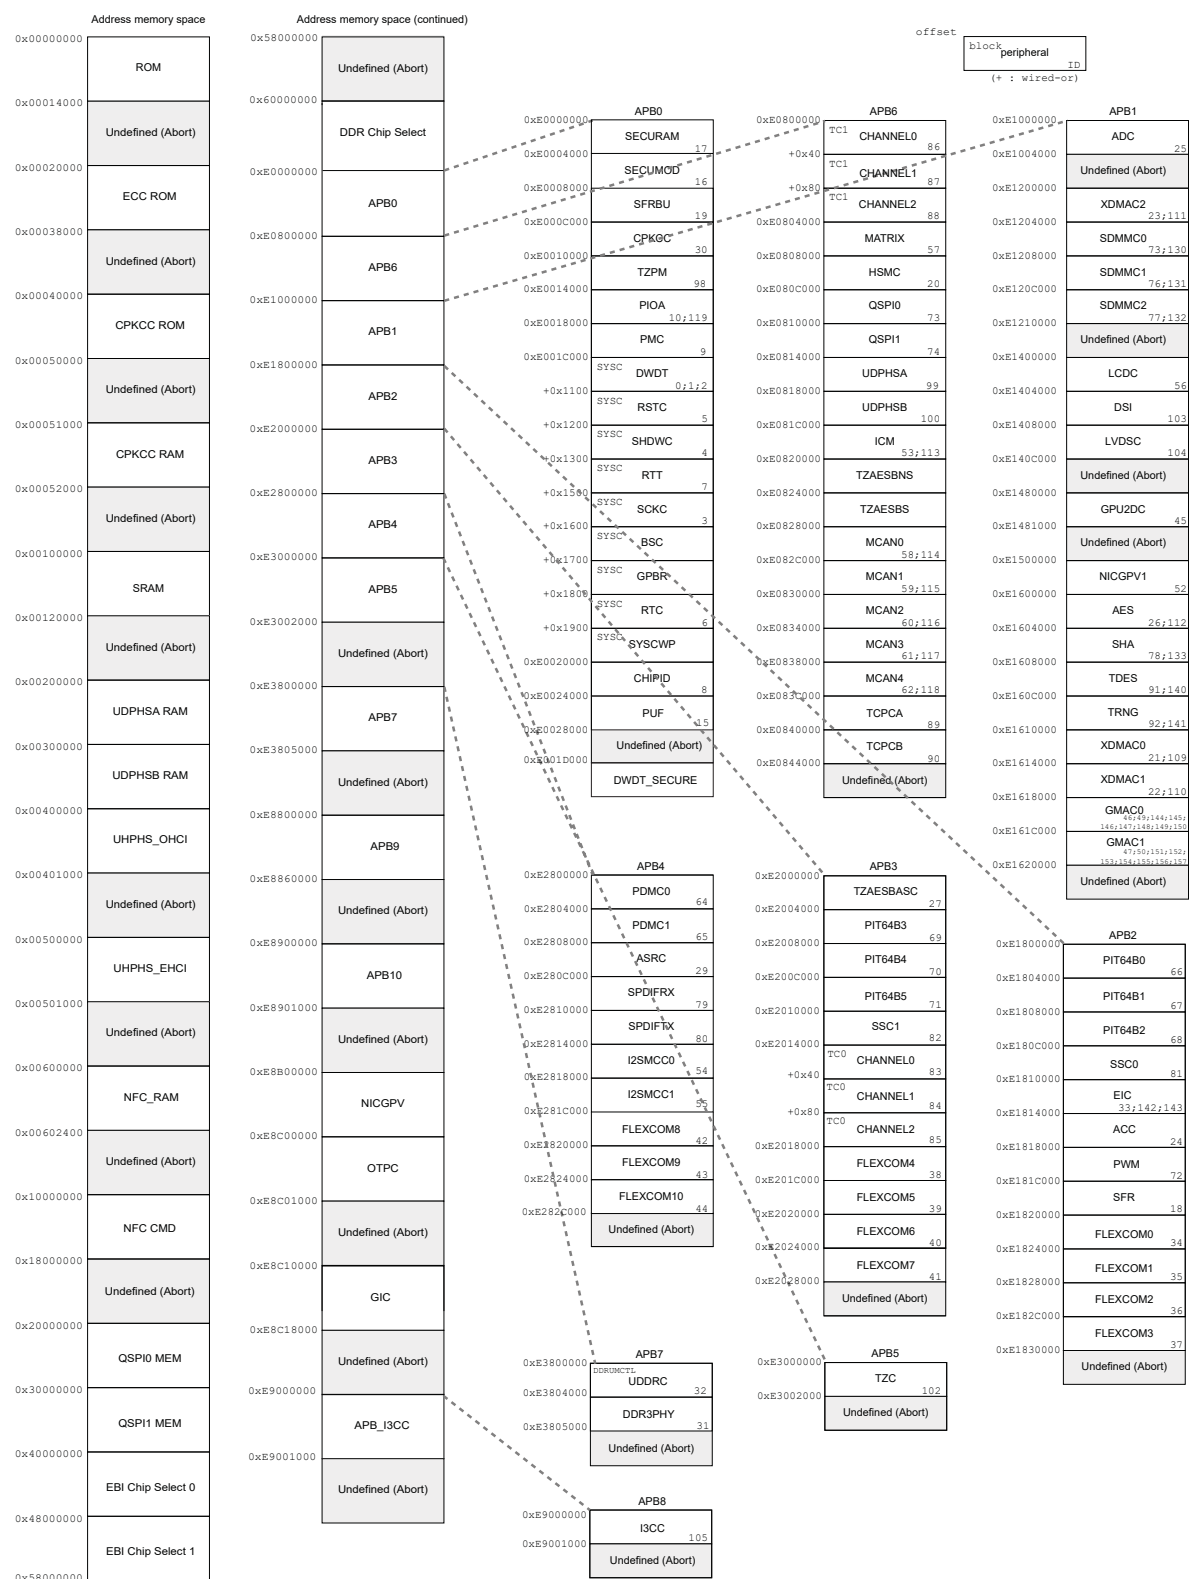 Address memory space
0x00000000
ROM
0x00014000
Undefined (Abort)
0x00020000
ECC ROM
0x00038000
Undefined (Abort)
0x00040000
CPKCC ROM
0x00050000
Undefined (Abort)
0x00051000
CPKCC RAM
0x00052000
Undefined (Abort)
0x00100000
SRAM
0x00120000
Undefined (Abort)
0x00200000
UDPHSA RAM
0x00300000
UDPHSB RAM
0x00400000
UHPHS_OHCI
0x00401000
Undefined (Abort)
0x00500000
UHPHS_EHCI
0x00501000
Undefined (Abort)
0x00600000
NFC_RAM
0x00602400
Undefined (Abort)
0x10000000
NFC CMD
0x18000000
Undefined (Abort)
0x20000000
QSPI0 MEM
0x30000000
QSPI1 MEM
0x40000000
EBI Chip Select 0
0x48000000
EBI Chip Select 1
0x58000000
Address memory space (continued)
0x58000000
Undefined (Abort)
0x60000000
DDR Chip Select
0xE0000000
APB0
0xE0800000
APB6
0xE1000000
APB1
0xE1800000
APB2
0xE2000000
APB3
0xE2800000
APB4
0xE3000000
APB5
0xE3002000
Undefined (Abort)
0xE3800000
APB7
0xE3805000
Undefined (Abort)
0xE8800000
APB9
0xE8860000
Undefined (Abort)
0xE8900000
APB10
0xE8901000
Undefined (Abort)
0xE8B00000
NICGPV
0xE8C00000
OTPC
0xE8C01000
Undefined (Abort)
0xE8C10000
GIC
0xE8C18000
Undefined (Abort)
0xE9000000
APB_I3CC
0xE9001000
Undefined (Abort)
offset
block
peripheral
ID
(+ : wired-or)
APB0
0xE0000000
SECURAM
17
0xE0004000
SECUMOD
16
0xE0008000
SFRBU
19
0xE000C000
CPKCC
30
0xE0010000
TZPM
98
0xE0014000
PIOA
10;119
0xE0018000
PMC
9
0xE001C000
SYSC
DWDT
0;1;2
+0x1100
SYSC
RSTC
5
+0x1200
SYSC
SHDWC
4
+0x1300
SYSC
RTT
7
+0x1500
SYSC
SCKC
3
+0x1600
SYSC
BSC
+0x1700
SYSC
GPBR
+0x1800
SYSC
RTC
6
+0x1900
SYSC
SYSCWP
0xE0020000
CHIPID
8
0xE0024000
PUF
15
0xE0028000
Undefined (Abort)
0xE001D000
DWDT_SECURE
APB6
0xE0800000
TC1
CHANNEL0
86
+0x40
TC1
CHANNEL1
87
+0x80
TC1
CHANNEL2
88
0xE0804000
MATRIX
57
0xE0808000
HSMC
20
0xE080C000
QSPI0
73
0xE0810000
QSPI1
74
0xE0814000
UDPHSA
99
0xE0818000
UDPHSB
100
0xE081C000
ICM
53;113
0xE0820000
TZAESBNS
0xE0824000
TZAESBS
0xE0828000
MCAN0
58;114
0xE082C000
MCAN1
59;115
0xE0830000
MCAN2
60;116
0xE0834000
MCAN3
61;117
0xE0838000
MCAN4
62;118
0xE083C000
TCPCA
89
0xE0840000
TCPCB
90
0xE0844000
Undefined (Abort)
APB1
0xE1000000
ADC
25
0xE1004000
Undefined (Abort)
0xE1200000
XDMAC2
23;111
0xE1204000
SDMMC0
73;130
0xE1208000
SDMMC1
76;131
0xE120C000
SDMMC2
77;132
0xE1210000
Undefined (Abort)
0xE1400000
LCDC
56
0xE1404000
DSI
103
0xE1408000
LVDSC
104
0xE140C000
Undefined (Abort)
0xE1480000
GPU2DC
45
0xE1481000
Undefined (Abort)
0xE1500000
NICGPV1
52
0xE1600000
AES
26;112
0xE1604000
SHA
78;133
0xE1608000
TDES
91;140
0xE160C000
TRNG
92;141
0xE1610000
XDMAC0
21;109
0xE1614000
XDMAC1
22;110
0xE1618000
GMAC0
46;49;144;145;
146;147;148;149;150
0xE161C000
GMAC1
47;50;151;152;
153;154;155;156;157
0xE1620000
Undefined (Abort)
APB4
0xE2800000
PDMC0
64
0xE2804000
PDMC1
65
0xE2808000
ASRC
29
0xE280C000
SPDIFRX
79
0xE2810000
SPDIFTX
80
0xE2814000
I2SMCC0
54
0xE2818000
I2SMCC1
55
0xE281C000
FLEXCOM8
42
0xE2820000
FLEXCOM9
43
0xE2824000
FLEXCOM10
44
0xE282C000
Undefined (Abort)
APB3
0xE2000000
TZAESBASC
27
0xE2004000
PIT64B3
69
0xE2008000
PIT64B4
70
0xE200C000
PIT64B5
71
0xE2010000
SSC1
82
0xE2014000
TC0
CHANNEL0
83
+0x40
TC0
CHANNEL1
84
+0x80
TC0
CHANNEL2
85
0xE2018000
FLEXCOM4
38
0xE201C000
FLEXCOM5
39
0xE2020000
FLEXCOM6
40
0xE2024000
FLEXCOM7
41
0xE2028000
Undefined (Abort)
APB2
0xE1800000
PIT64B0
66
0xE1804000
PIT64B1
67
0xE1808000
PIT64B2
68
0xE180C000
SSC0
81
0xE1810000
EIC
33;142;143
0xE1814000
ACC
24
0xE1818000
PWM
72
0xE181C000
SFR
18
0xE1820000
FLEXCOM0
34
0xE1824000
FLEXCOM1
35
0xE1828000
FLEXCOM2
36
0xE182C000
FLEXCOM3
37
0xE1830000
Undefined (Abort)
APB7
0xE3800000
DDRUMCTL
UDDRC
32
0xE3804000
DDR3PHY
31
0xE3805000
Undefined (Abort)
APB5
0xE3000000
TZC
102
0xE3002000
Undefined (Abort)
APB8
0xE9000000
I3CC
105
0xE9001000
Undefined (Abort)